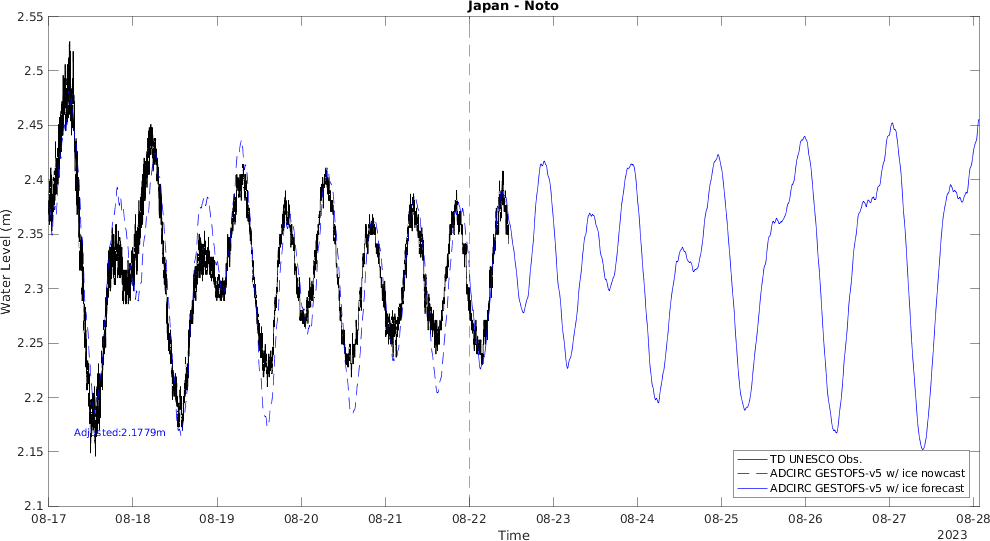 Japan - Noto
2.55
2.5
2.45
2.4
2.35
2.3
2.25
2.2
2.15
2.1
Water Level (m)
Adjusted:2.1779m
TD UNESCO Obs.
ADCIRC GESTOFS-v5 w/ ice nowcast
ADCIRC GESTOFS-v5 w/ ice forecast
08-17 08-18 08-19 08-20 08-21 08-22 08-23 08-24 08-25 08-26 08-27 08-28
Time
2023